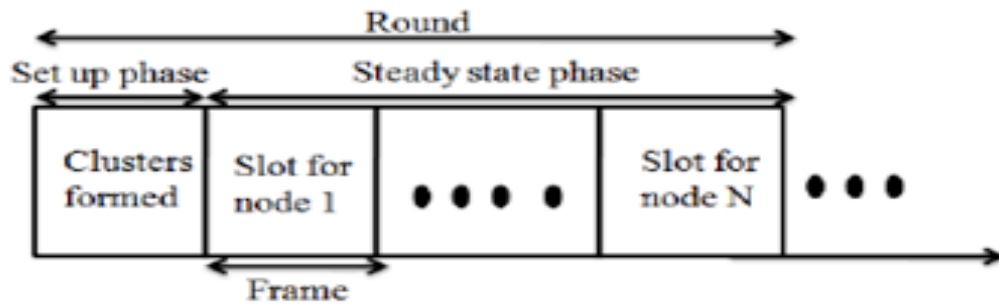 Round
Set up phase
Steady state phase
Clusters
formed
Slot for
node 1
Slot for
node N
Frame